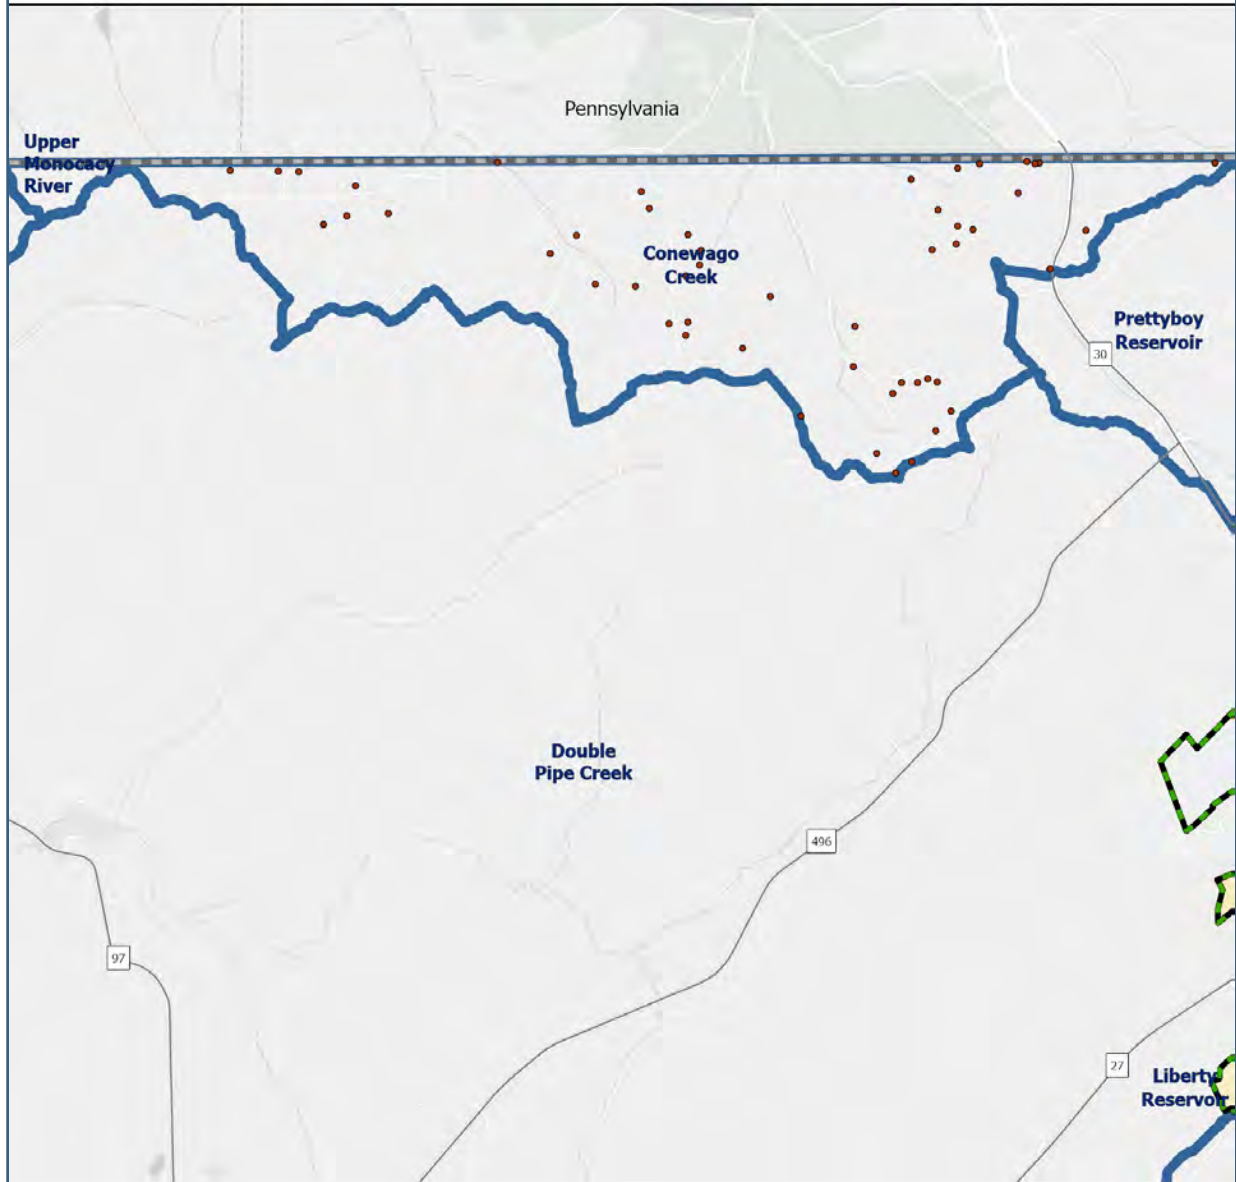 Pennsylvania
Upper
Monocacy
River
Conewago
Creek
Prettyboy
Reservoir
30
Double
Pipe Creek
496
97
27
Liberty
Reservoir